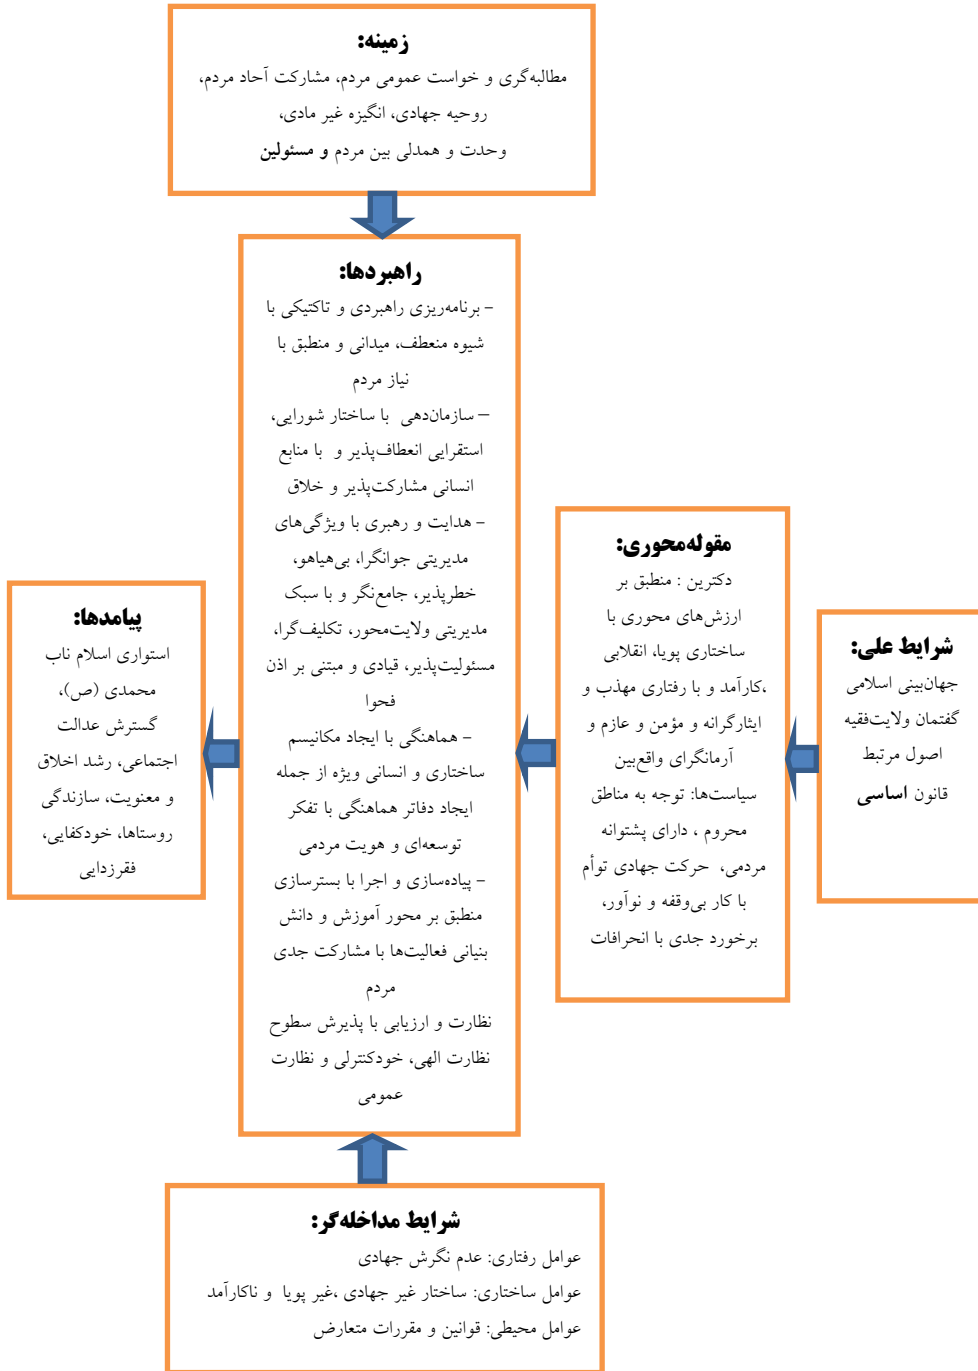 زمینه:
مطالبه‌گری و خواست عمومی مردم، مشارکت آحاد مردم،
روحیه جهادی، انگیزه غیر مادی،
وحدت و همدلی بین مردم و مسئولین
راهبردها:
- برنامه‌ریزی راهبردی و تاکتیکی با
شیوه منعطف، میدانی و منطبق با
نیاز مردم
– سازمان‌دهی با ساختار شورایی،
استقرایی انعطاف‌پذیر و با منابع
انسانی مشارکت‌پذیر و خلاق
- هدایت و رهبری با ویژگی‌های
مدیریتی جوانگرا، بی‌هیاهو،
خطرپذیر، جامع‌نگر و با سبک
مدیریتی ولایت‌محور، تکلیف‌گرا،
مسئولیت‌پذیر، قیادی و مبتنی بر اذن
فحوا
- هماهنگی با ایجاد مکانیسم
ساختاری و انسانی ویژه از جمله
ایجاد دفاتر هماهنگی با تفکر
توسعه‌ای و هویت مردمی
- پیاده‌سازی و اجرا با بسترسازی
منطبق بر محور آموزش و دانش
بنیانی فعالیت‌ها با مشارکت جدی
مردم
نظارت و ارزیابی با پذیرش سطوح
نظارت الهی، خودکنترلی و نظارت
عمومی
مقوله‌محوری:
دکترین : منطبق بر
ارزش‌های محوری با
ساختاری پویا، انقلابی
،کارآمد و با رفتاری مهذب و
ایثارگرانه و مؤمن و عازم و
آرمانگرای واقع‌بین
سیاست‌ها: توجه به مناطق
محروم ، دارای پشتوانه
مردمی، حرکت جهادی توأم
با کار بی‌وقفه و نوآور،
برخورد جدی با انحرافات
شرایط علی:
جهان‌بینی اسلامی
گفتمان ولایت‌فقیه
اصول مرتبط
قانون اساسی
پیامدها:
استواری اسلام ناب
محمدی (ص)،
گسترش عدالت
اجتماعی، رشد اخلاق
و معنویت، سازندگی
روستاها، خودکفایی،
فقرزدایی
شرایط مداخله‌گر:
عوامل رفتاری: عدم نگرش جهادی
عوامل ساختاری: ساختار غیر جهادی ،غیر پویا و ناکارآمد
عوامل محیطی: قوانین و مقررات متعارض